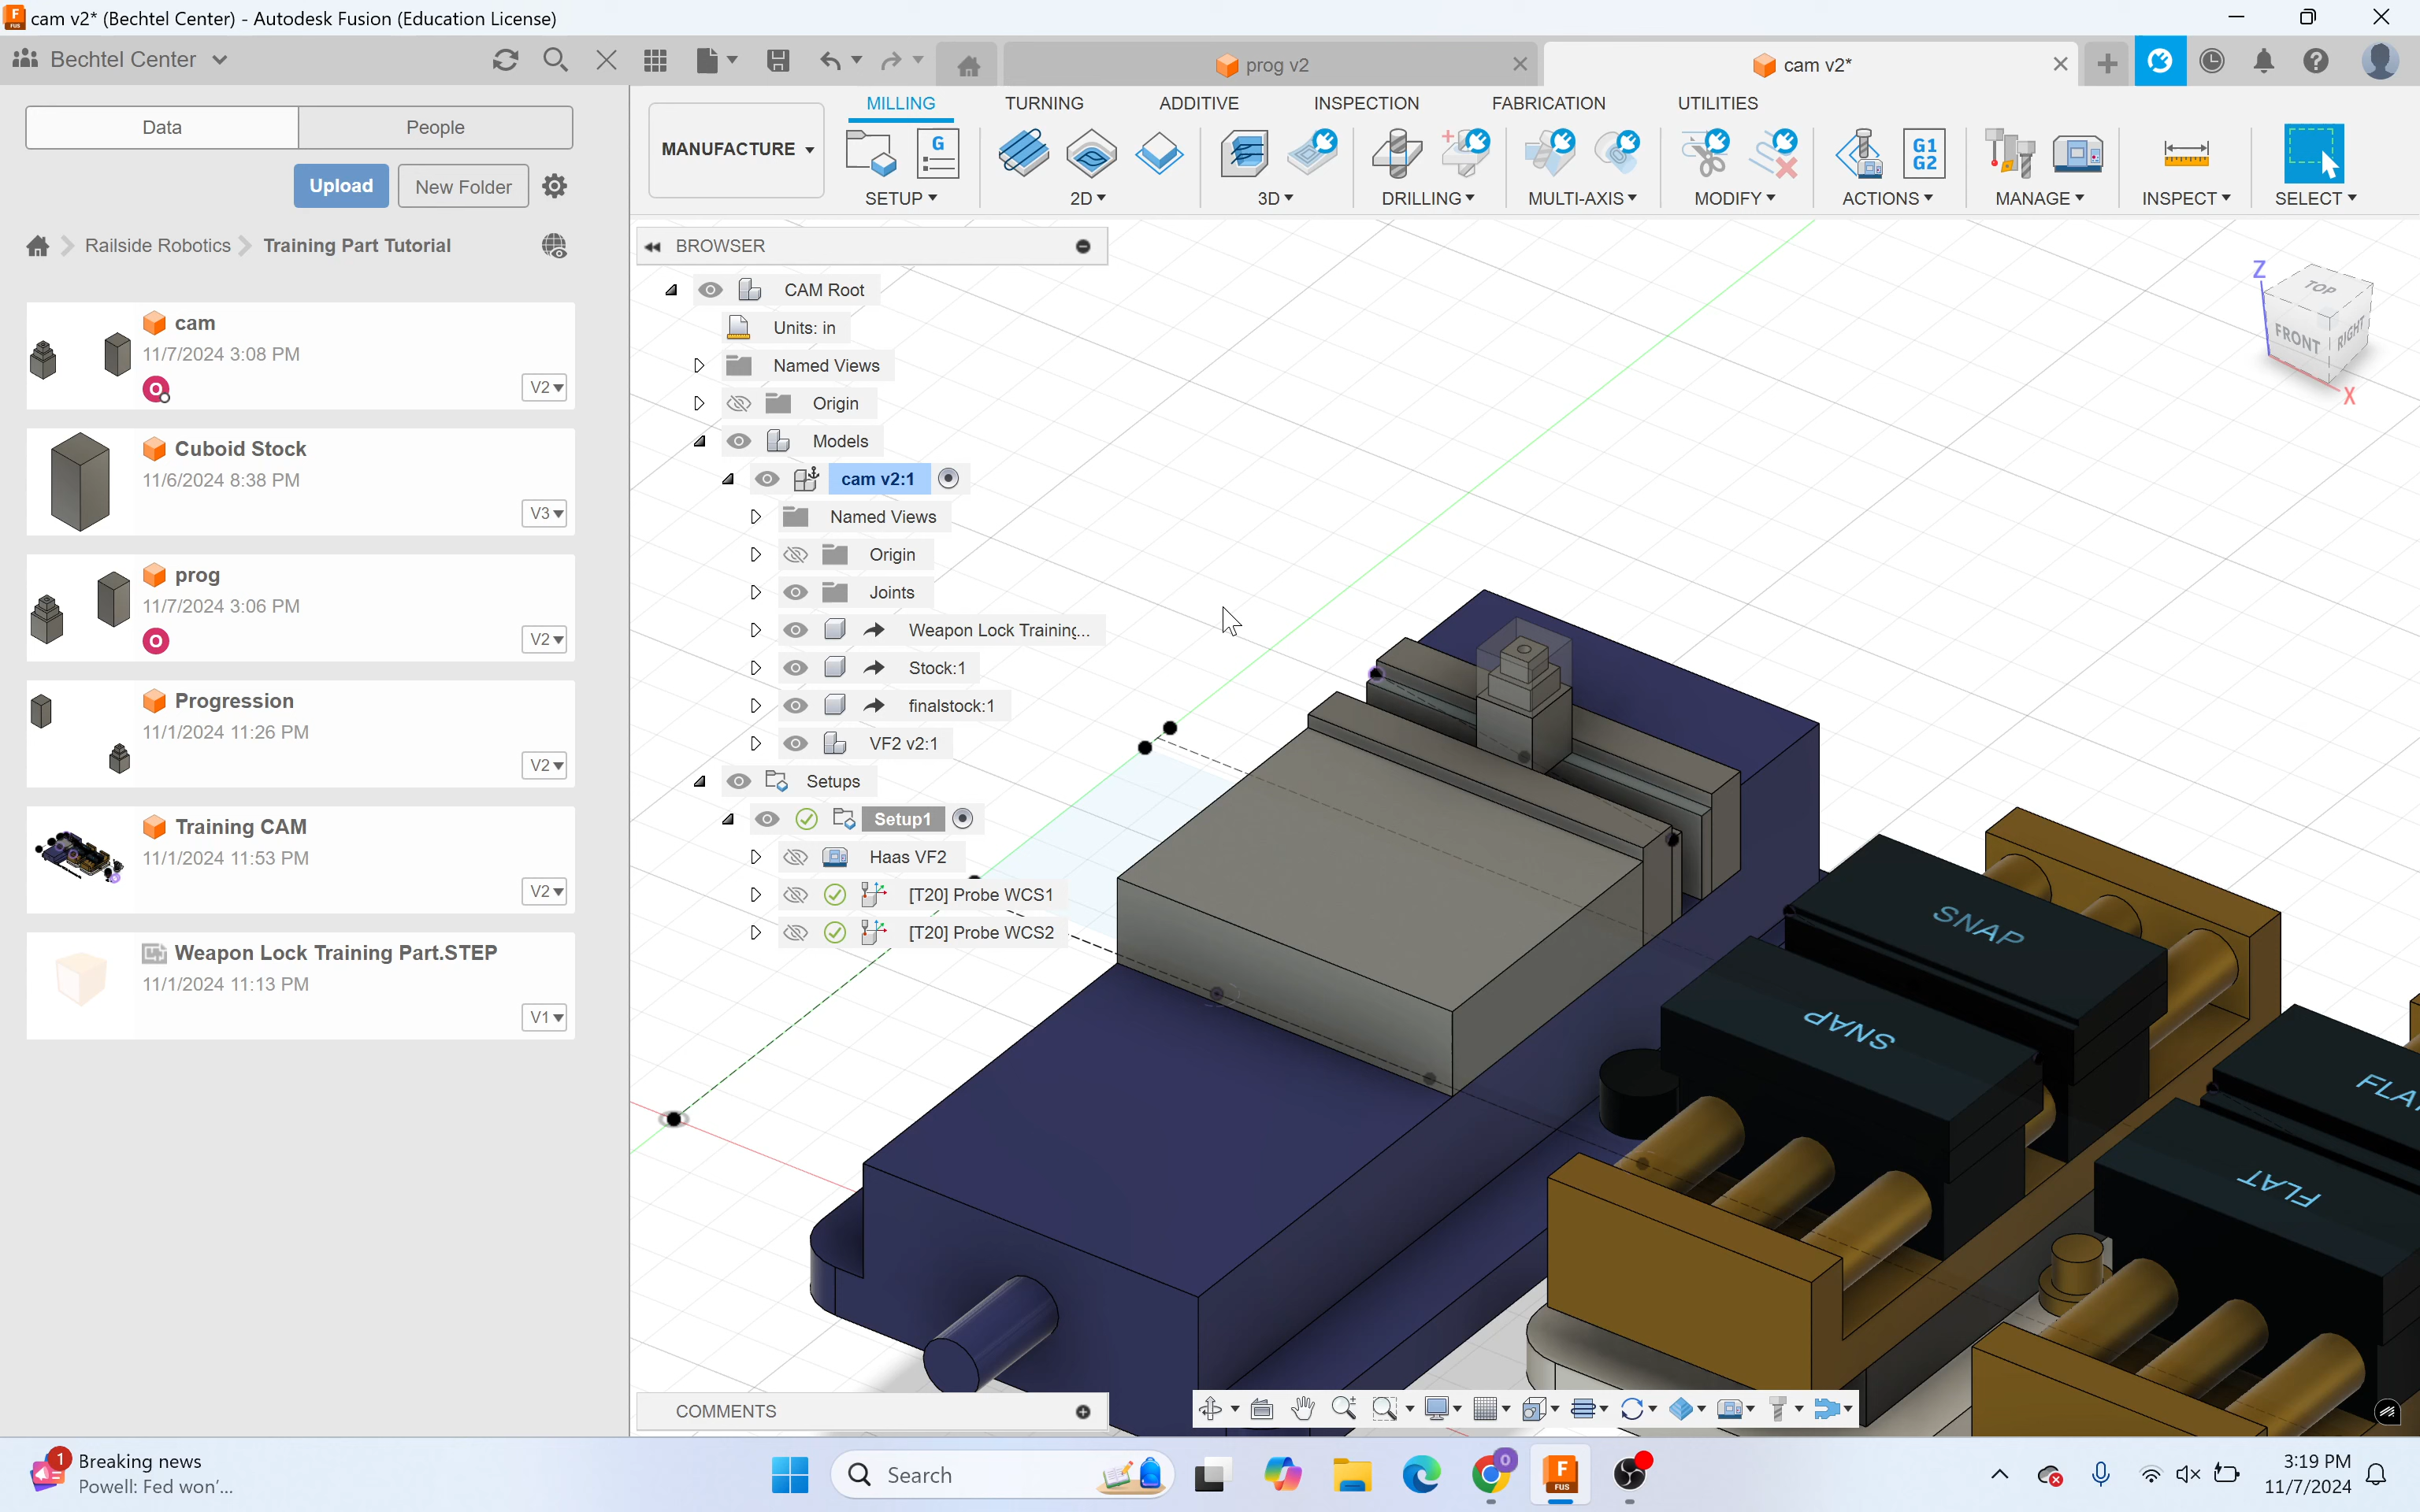 cam v2* (Bechtel Center) - Autodesk Fusion (Education License)
Bechtel Center
prog v2
cam v2*
Data
People
Upload
New Folder
Railside Robotics
Training Part Tutorial
cam
11/7/2024 3:08 PM
O
V2
Cuboid Stock
11/6/2024 8:38 PM
V3
prog
11/7/2024 3:06 PM
O
V2
Progression
11/1/2024 11:26 PM
V2
Training CAM
11/1/2024 11:53 PM
V2
Weapon Lock Training Part.STEP
11/1/2024 11:13 PM
V1
MANUFACTURE
MILLING
TURNING
ADDITIVE
INSPECTION
FABRICATION
UTILITIES
G
G1
G2
SETUP
2D
3D
DRILLING
MULTI-AXIS
MODIFY
ACTIONS
MANAGE
INSPECT
SELECT
BROWSER
CAM Root
Units: in
Named Views
Origin
Models
cam v2:1
Named Views
Origin
Joints
Weapon Lock Training...
Stock:1
finalstock:1
VF2 v2:1
Setups
Setup1
Haas VF2
[T20] Probe WCS1
[T20] Probe WCS2
Z
TOP
FRONT
RIGHT
X
SNAP
SNAP
FLA
FLAT
COMMENTS
1
Breaking news
Powell: Fed won'...
Search
O
F
FUS
3:19 PM
11/7/2024